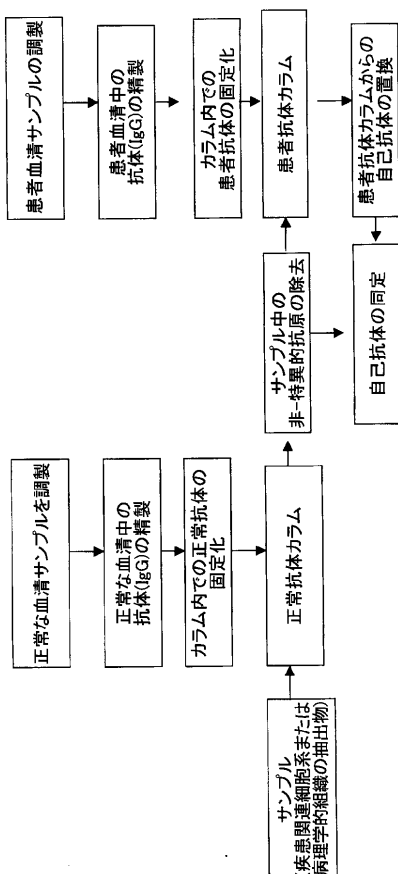 正常な血清サンプルを調製
正常な血清中の
抗体(IgG)の精製
カラム内での正常抗体の
固定化
正常抗体カラム
サンプル
疾患関連細胞系または
病理学的組織の抽出物)
サンプル中の
非-特異的抗原の除去
患者血清サンプルの調製
患者血清中の
抗体(IgG)の精製
カラム内での
患者抗体の固定化
患者抗体カラム
患者抗体カラムからの
自己抗体の置換
自己抗体の同定